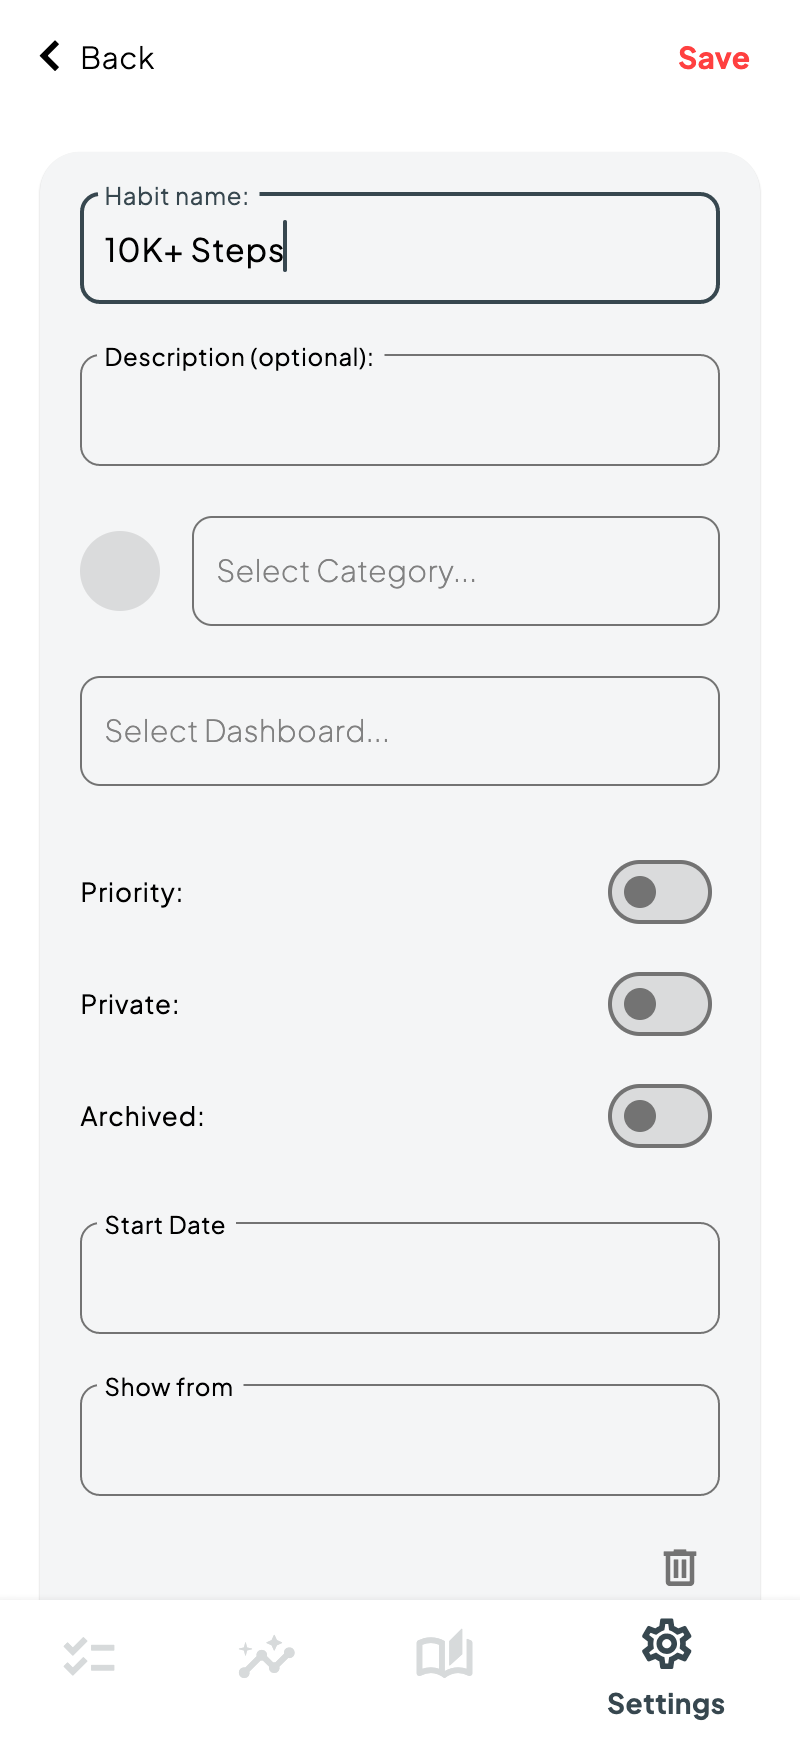 Back
Save
Habit name:
10K+ Steps
Description (optional):
Select Category...
Select Dashboard...
Priority:
Private:
Archived:
Start Date
Show from
Settings